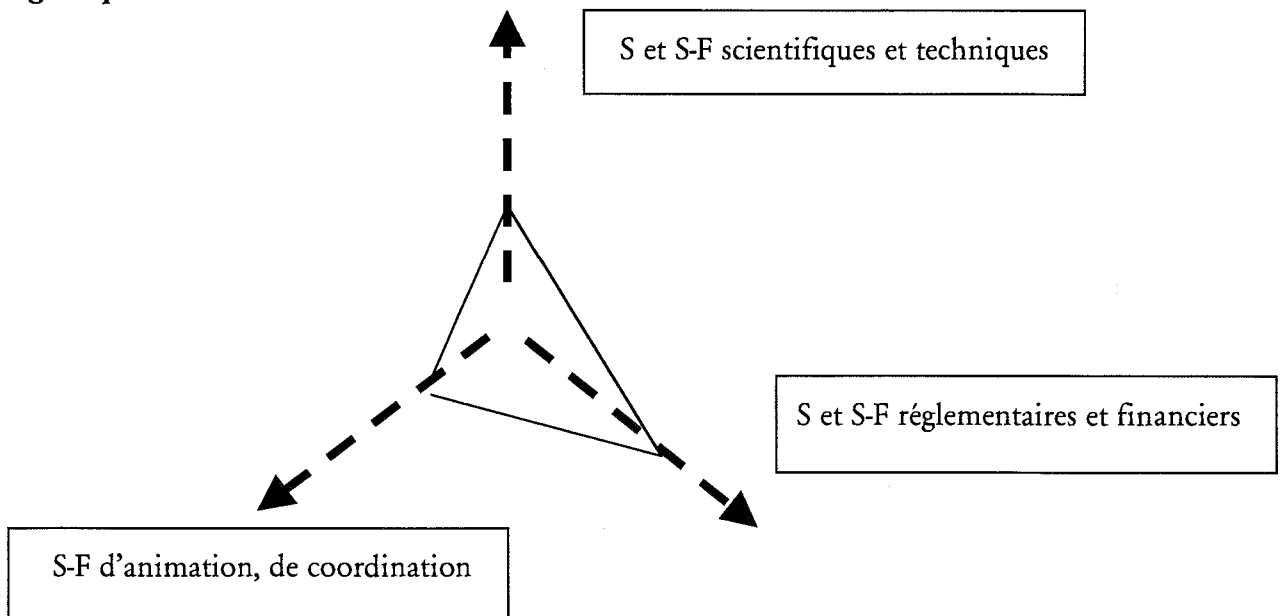 S et S-F scientifiques et techniques
S et S-F réglementaires et financiers
S-F d’animation, de coordination